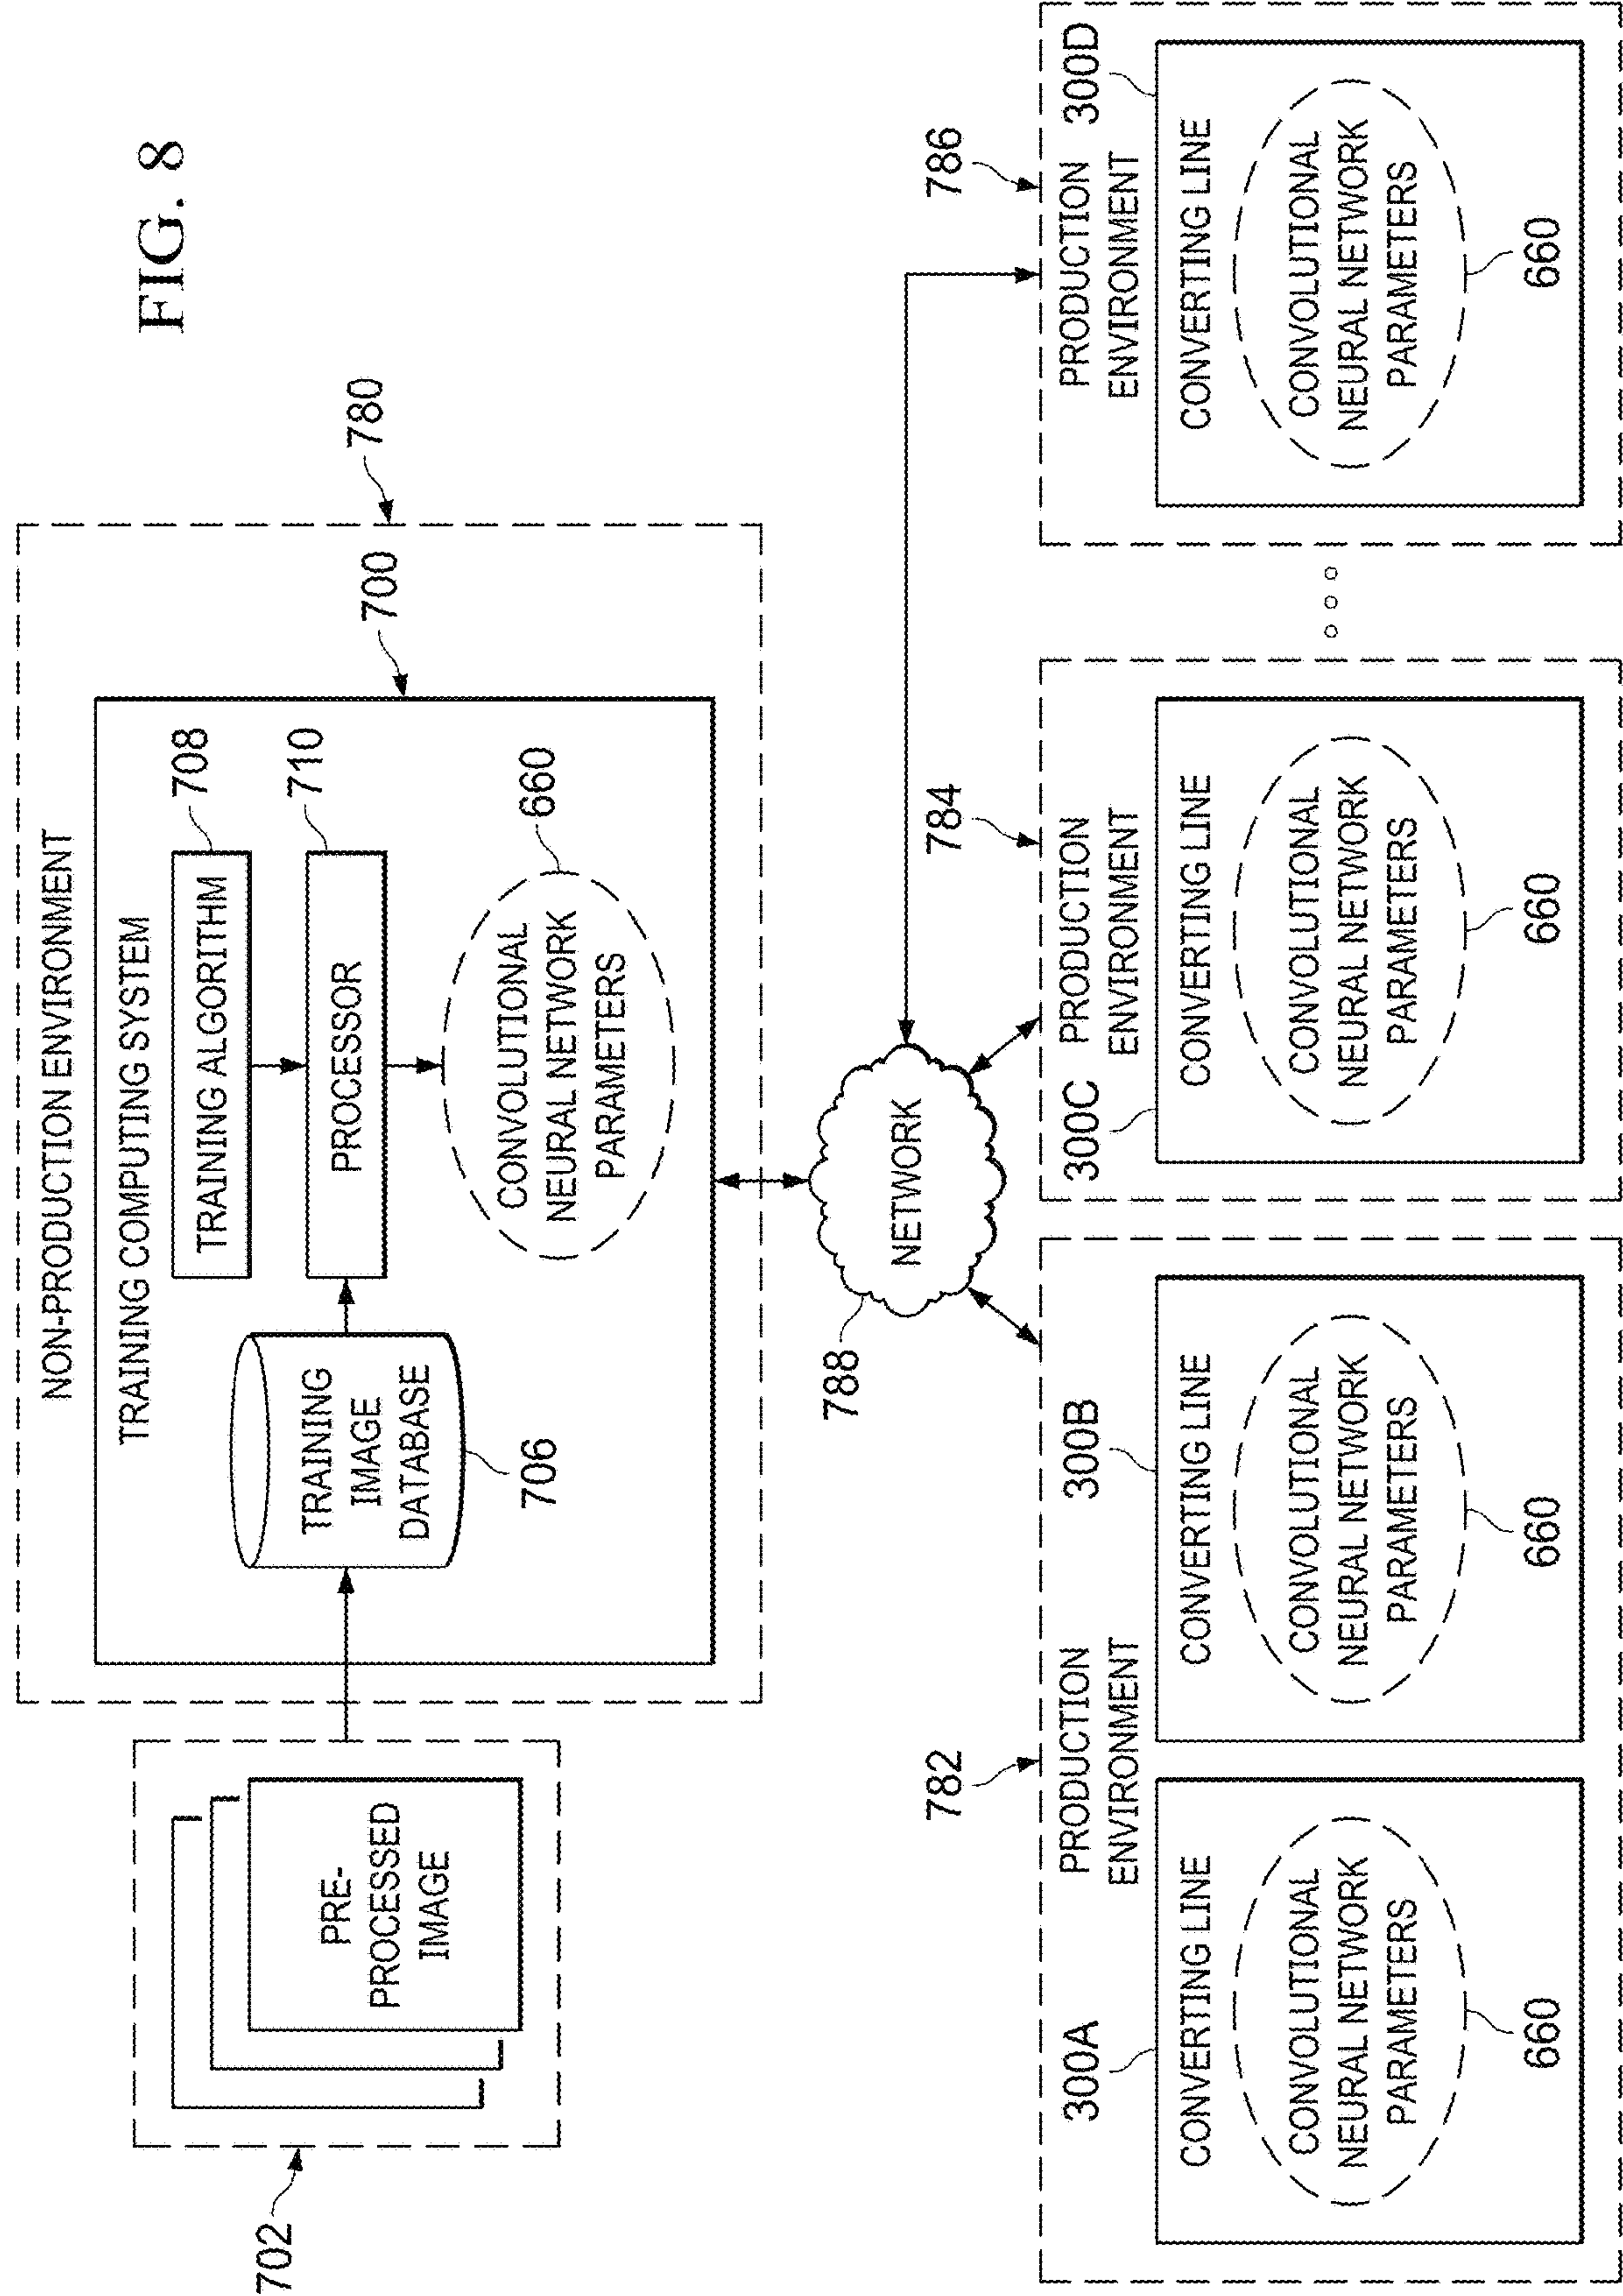 FIG. 8
NON-PRODUCTION ENVIRONMENT
780
TRAINING COMPUTING SYSTEM
700
702
PRE-
PROCESSED
IMAGE
TRAINING
IMAGE
DATABASE
706
TRAINING ALGORITHM
708
PROCESSOR
710
CONVOLUTIONAL
NEURAL NETWORK
PARAMETERS
660
NETWORK
788
782
PRODUCTION
ENVIRONMENT
300A
CONVERTING LINE
CONVOLUTIONAL
NEURAL NETWORK
PARAMETERS
660
300B
CONVERTING LINE
CONVOLUTIONAL
NEURAL NETWORK
PARAMETERS
660
784
PRODUCTION
ENVIRONMENT
300C
CONVERTING LINE
CONVOLUTIONAL
NEURAL NETWORK
PARAMETERS
660
786
PRODUCTION
ENVIRONMENT
300D
CONVERTING LINE
CONVOLUTIONAL
NEURAL NETWORK
PARAMETERS
660